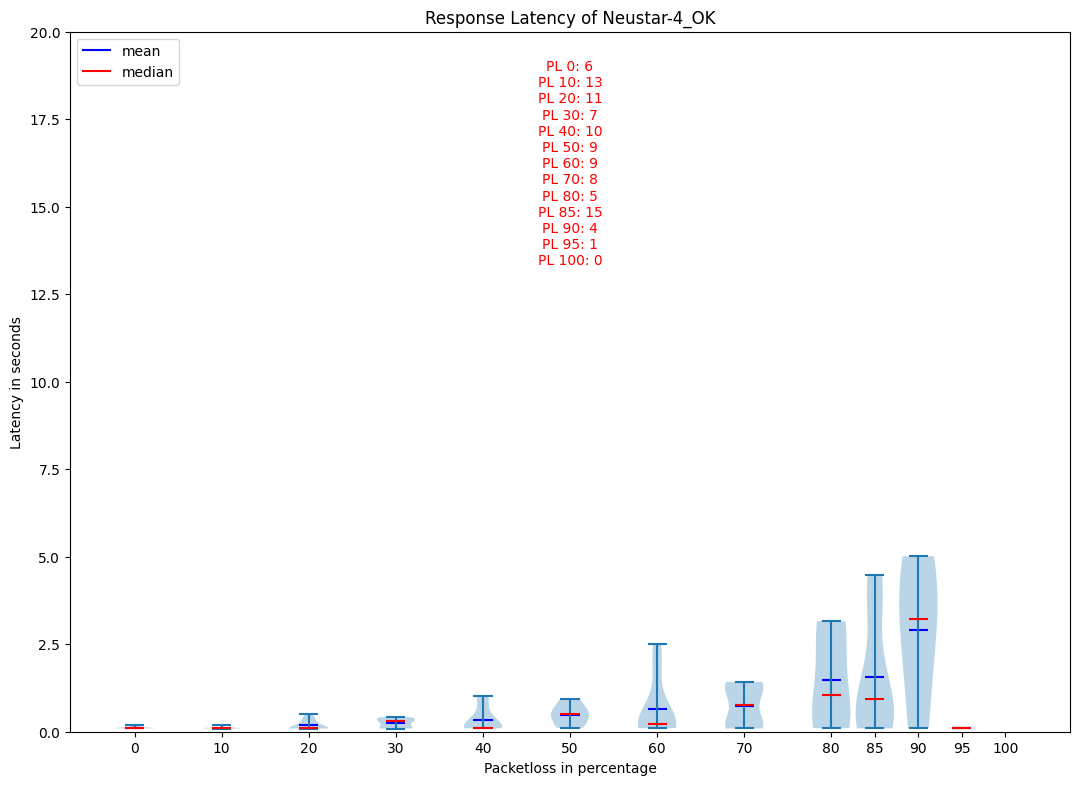 Response Latency of Neustar-4_OK
mean
median
PL 0: 6
PL 10: 13
PL 20: 11
PL 30: 7
PL 40: 10
PL 50: 9
PL 60: 9
PL 70: 8
PL 80: 5
PL 85: 15
PL 90: 4
PL 95: 1
PL 100: 0
Latency in seconds
20.0
17.5
15.0
12.5
10.0
7.5
5.0
2.5
0.0
0 10 20 30 40 50 60 70 80 85 90 95 100
Packetloss in percentage